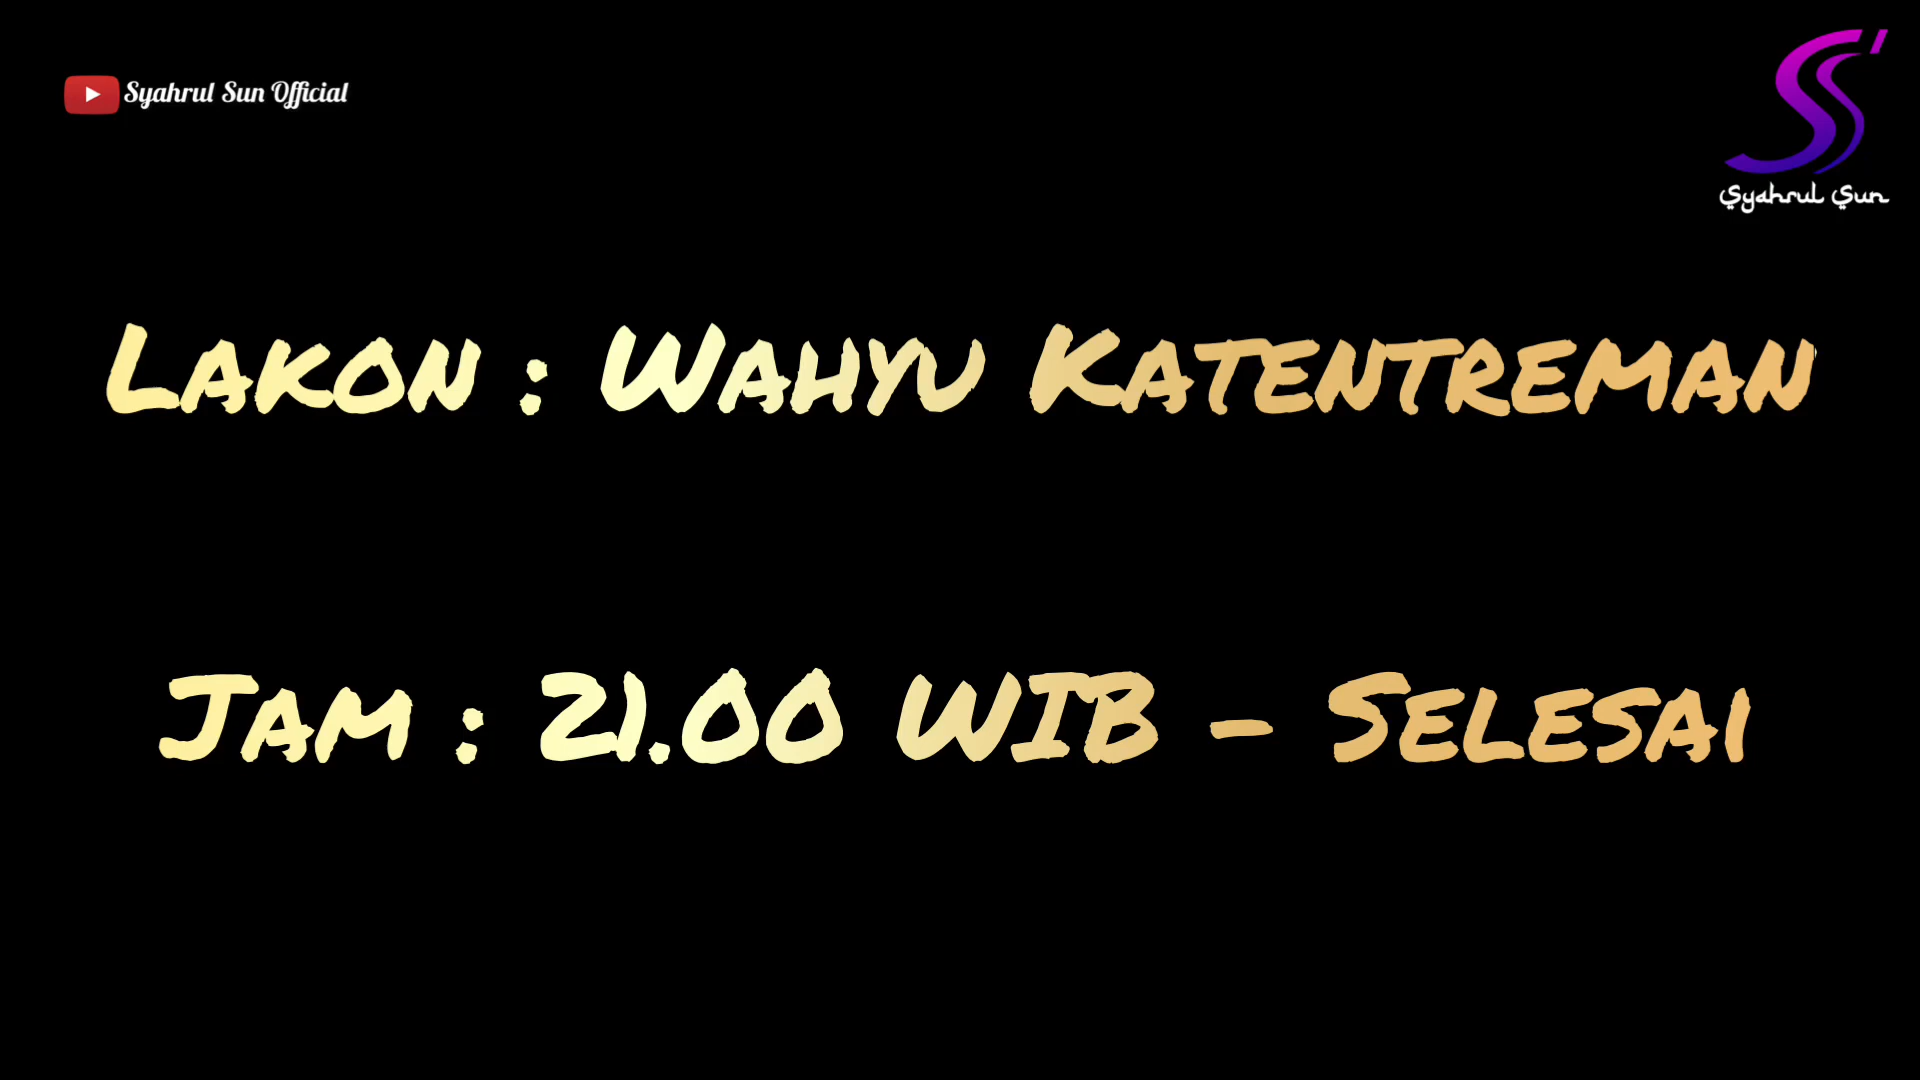 Syahrul Sun Official
Syahrul Sun
Lakon : Wahyu Katentreman
Jam : 21.00 WIB - Selesai